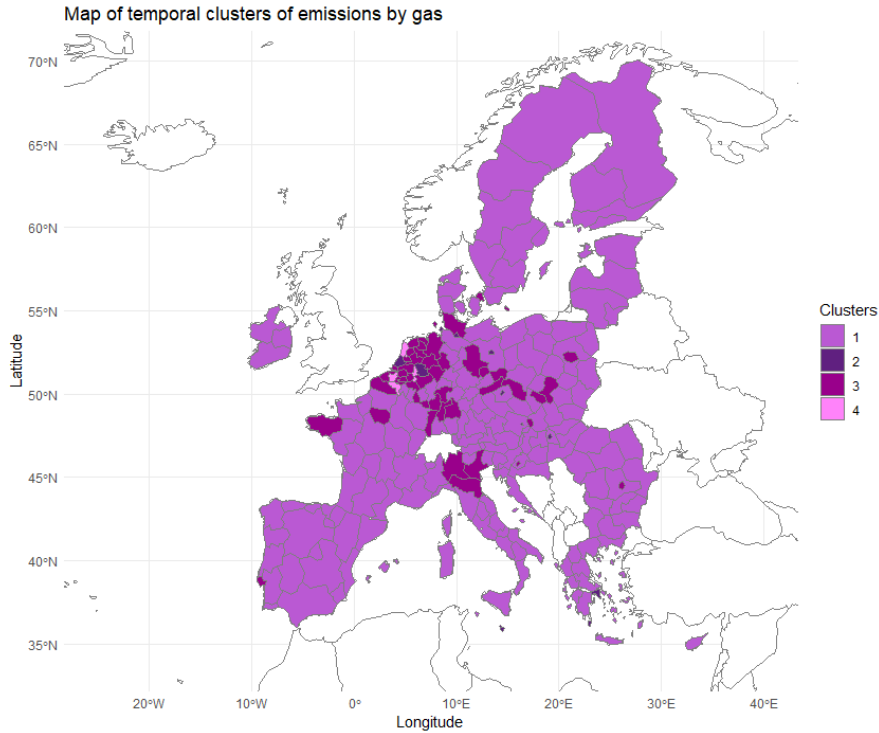 Map of temporal clusters of emissions by gas
70°N
65°N
60°N
55°N
50°N
45°N
40°N
35°N
Latitude
20°W
10°W
0°
10°E
20°E
30°E
40°E
Longitude
Clusters
1
2
3
4